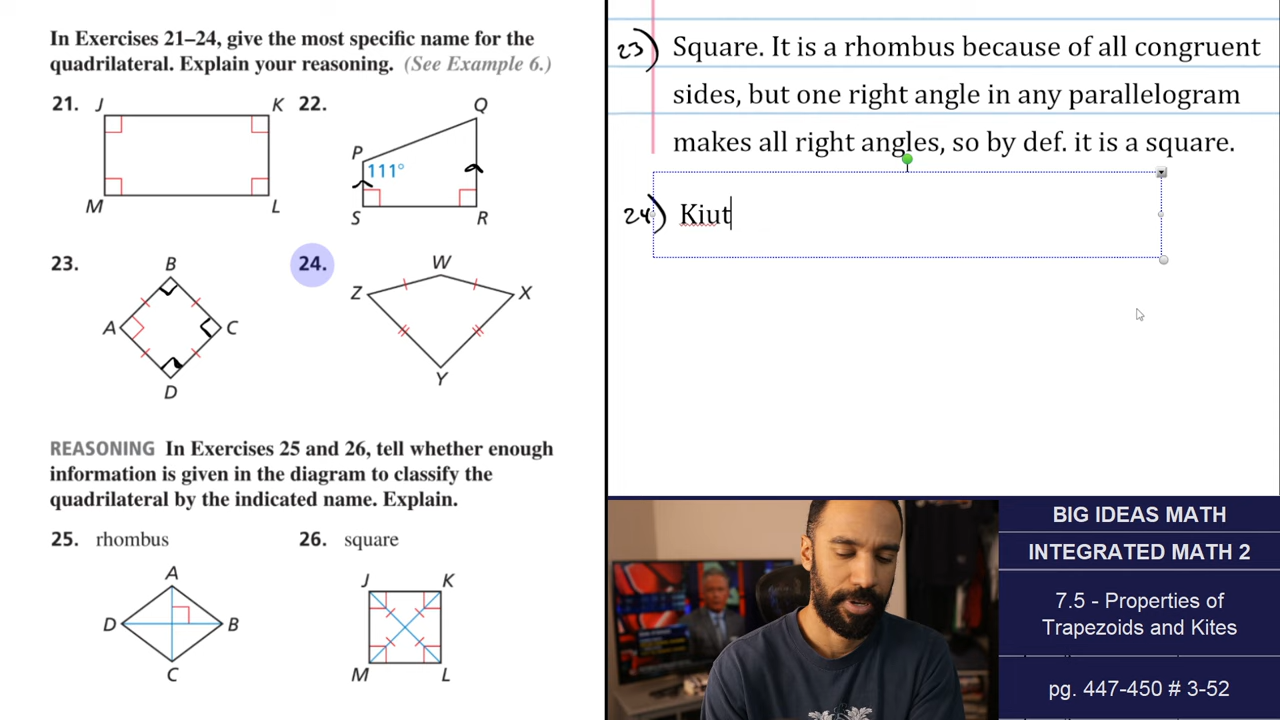 In Exercises 21–24, give the most specific name for the
quadrilateral. Explain your reasoning. (See Example 6.)
21. J K
M L
22. Q
P
111°
S R
23. B
A C
D
24. W
Z X
Y
REASONING In Exercises 25 and 26, tell whether enough
information is given in the diagram to classify the
quadrilateral by the indicated name. Explain.
25. rhombus
A
D B
C
26. square
J K
M L
23) Square. It is a rhombus because of all congruent
sides, but one right angle in any parallelogram
makes all right angles, so by def. it is a square.
24) Kiut
BIG IDEAS MATH
INTEGRATED MATH 2
7.5 - Properties of
Trapezoids and Kites
pg. 447-450 # 3-52